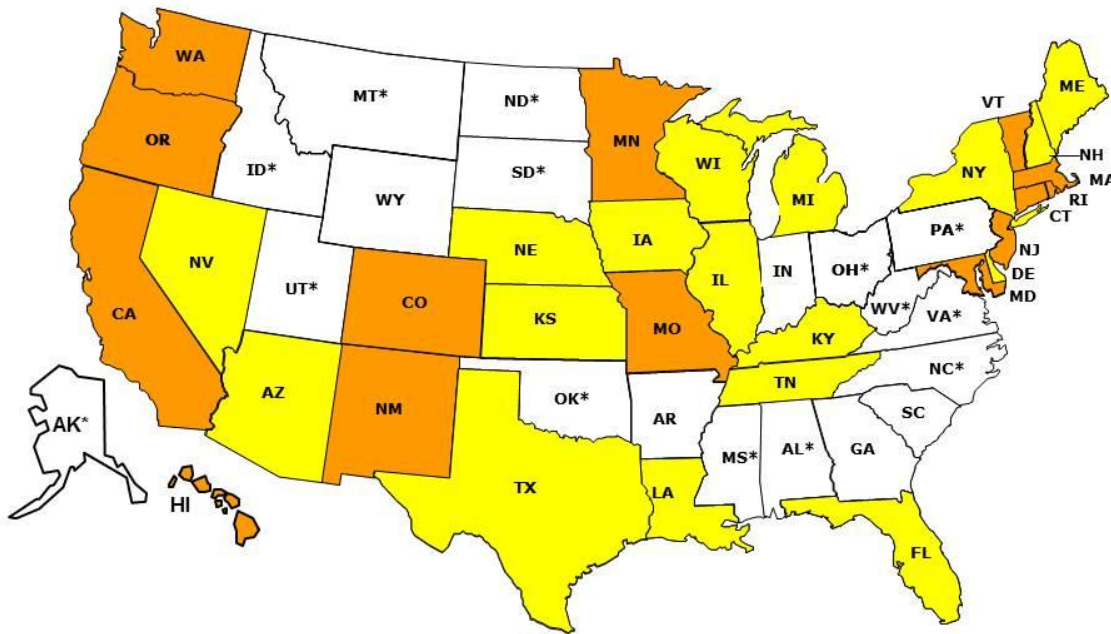 WA
MT*
ND*
MN
VT
ME
OR
ID*
SD*
WI
NY
NH
MA
WY
MI
RI
CT
NV
NE
IA
PA*
NJ
UT*
CO
IL
IN
OH*
DE
MD
CA
KS
MO
WV*
VA*
KY
AZ
NM
OK*
AR
TN
NC*
SC
AK*
MS*
AL*
GA
HI
TX
LA
FL